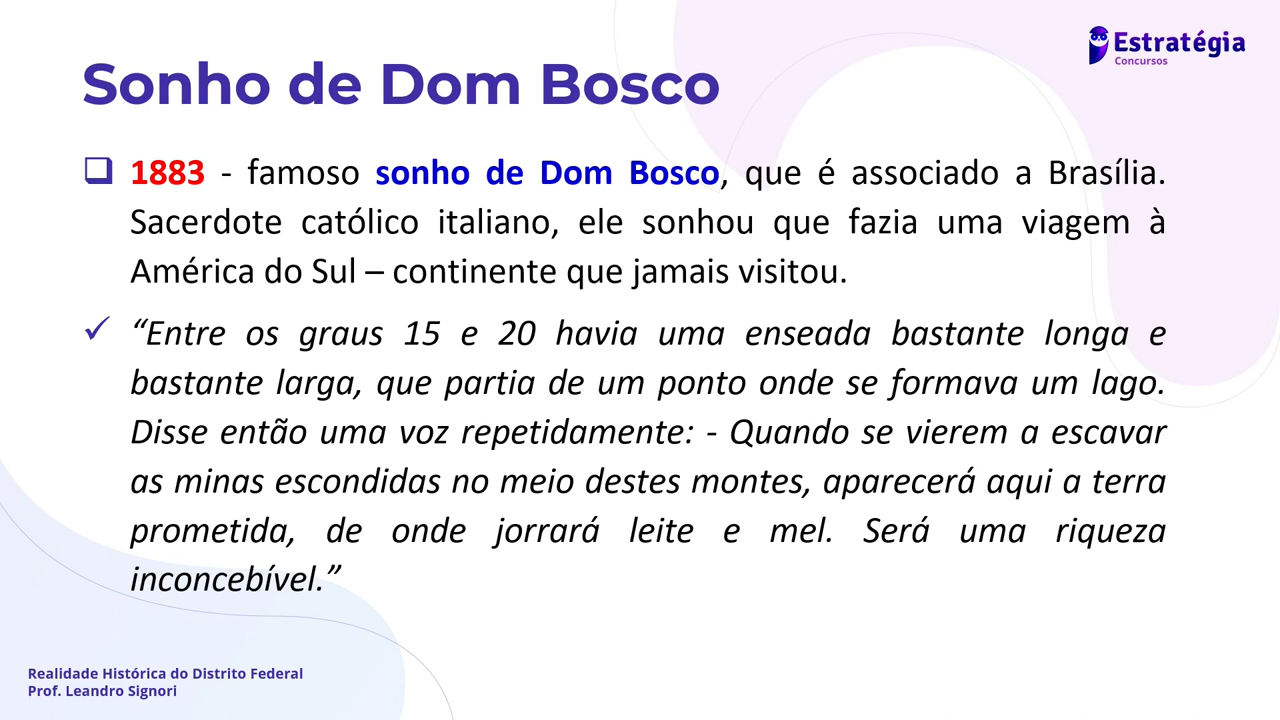 Estratégia
Concursos
Sonho de Dom Bosco
1883 - famoso sonho de Dom Bosco, que é associado a Brasília.
Sacerdote católico italiano, ele sonhou que fazia uma viagem à
América do Sul – continente que jamais visitou.
“Entre os graus 15 e 20 havia uma enseada bastante longa e
bastante larga, que partia de um ponto onde se formava um lago.
Disse então uma voz repetidamente: - Quando se vierem a escavar
as minas escondidas no meio destes montes, aparecerá aqui a terra
prometida, de onde jorrará leite e mel. Será uma riqueza
inconcebível.”
Realidade Histórica do Distrito Federal
Prof. Leandro Signori